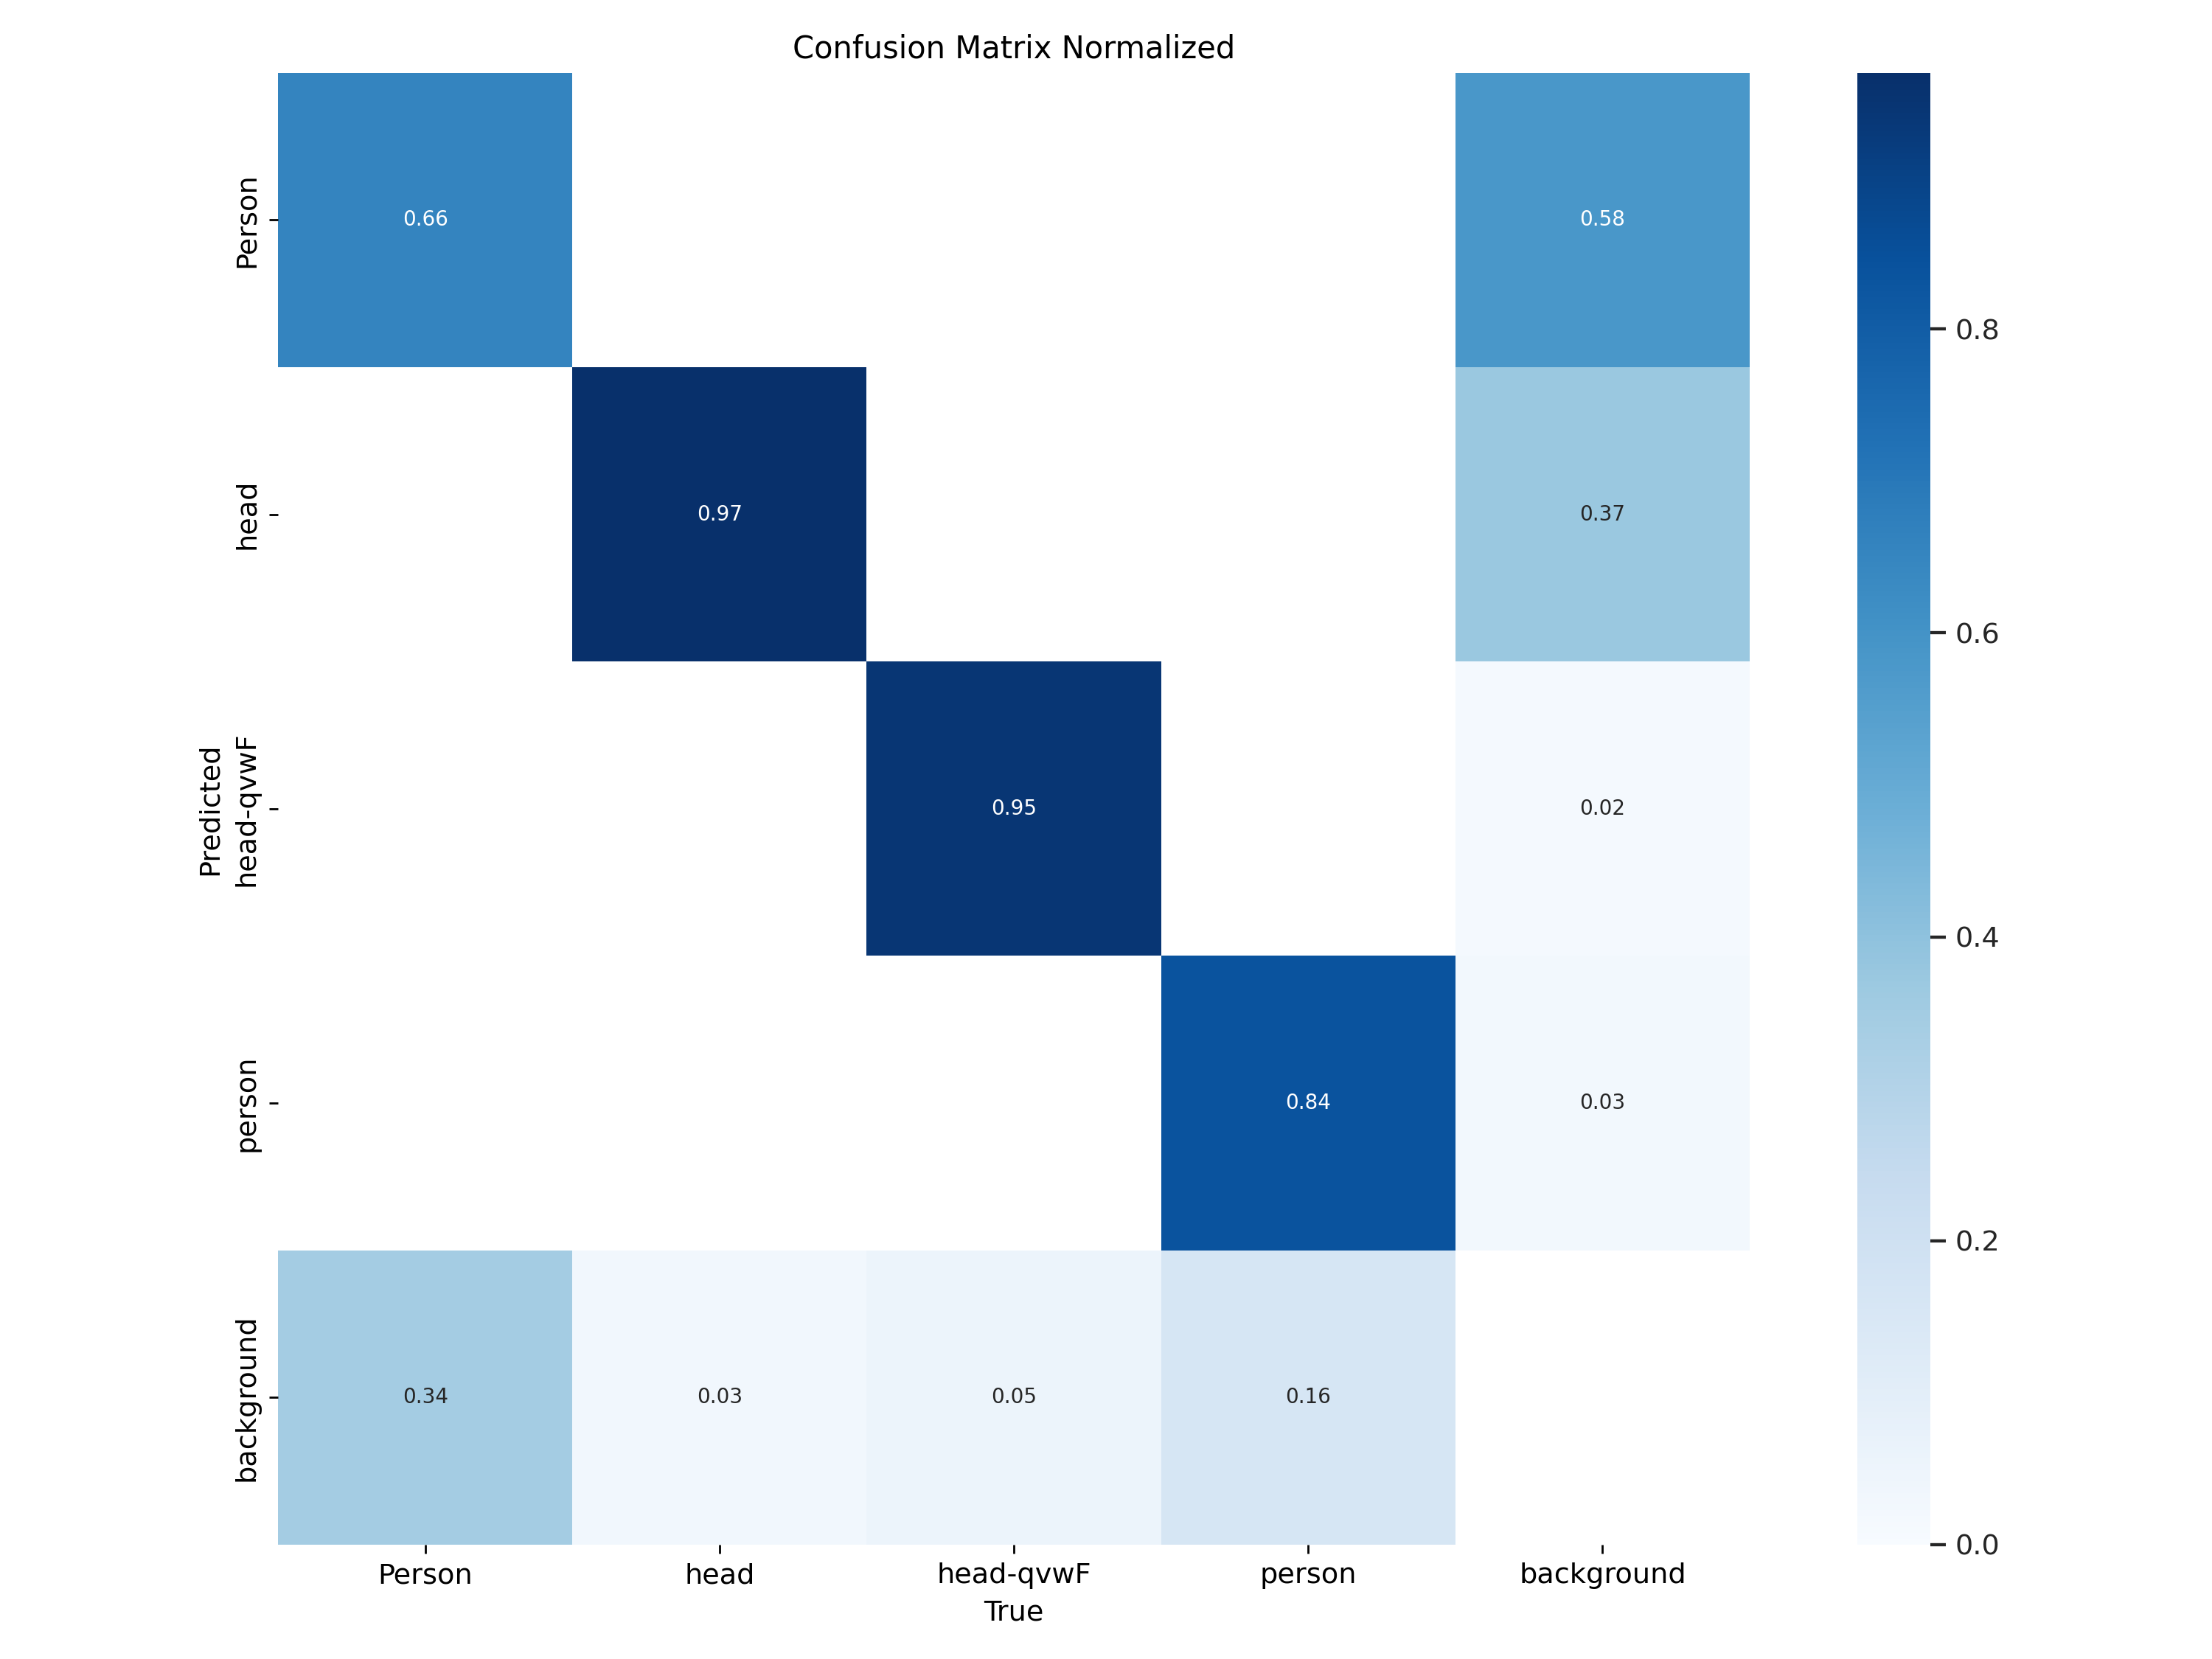 Confusion Matrix Normalized
Predicted
Person
head
head-qvwF
person
background
0.66
0.58
0.97
0.37
0.95
0.02
0.84
0.03
0.34
0.03
0.05
0.16
Person
head
head-qvwF
person
background
True
0.8
0.6
0.4
0.2
0.0